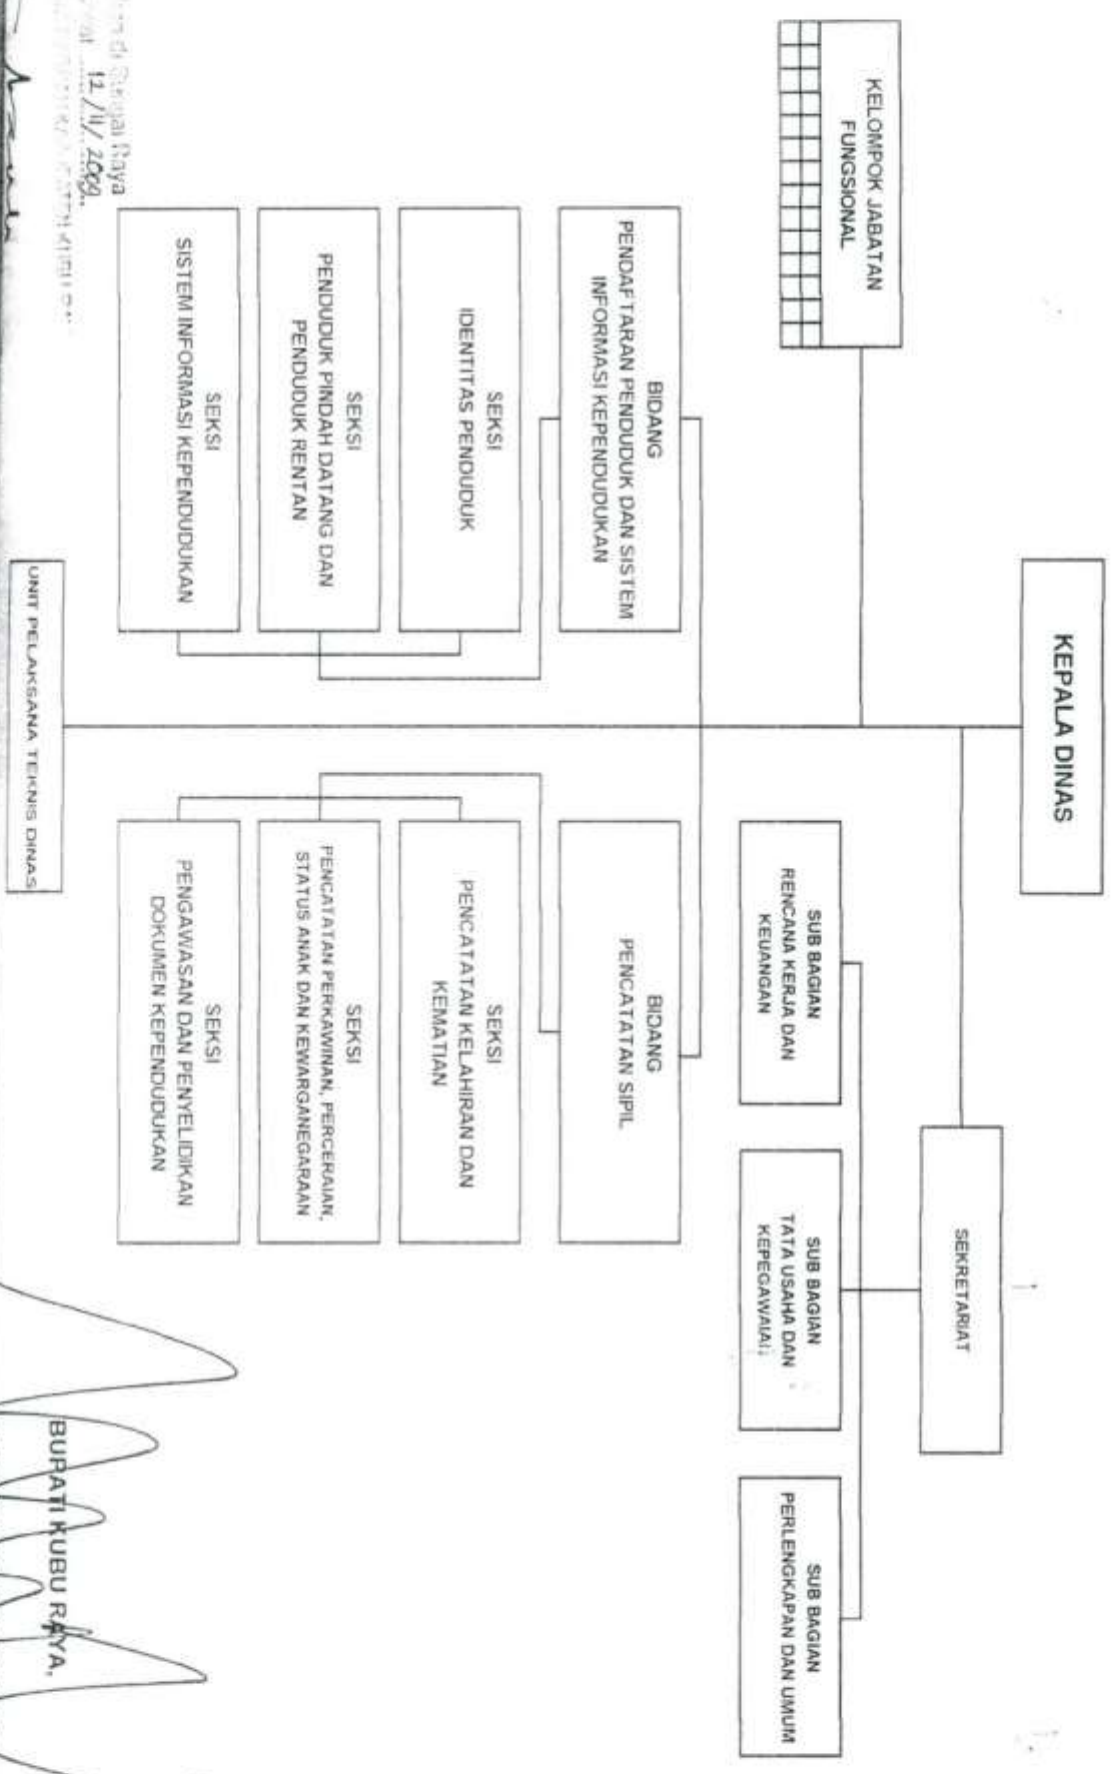 KEPALA DINAS
KELOMPOK JABATAN
FUNGSIONAL
SEKRETARIAT
SUB BAGIAN
RENCANA KERJA DAN
KEUANGAN
SUB BAGIAN
TATA USAHA DAN
KEPEGAWAIAN
SUB BAGIAN
PERLENGKAPAN DAN UMUM
BIDANG
PENDAFTARAN PENDUDUK DAN SISTEM
INFORMASI KEPENDUDUKAN
BIDANG
PENCATATAN SIPIL
SEKSI
IDENTITAS PENDUDUK
SEKSI
PENCATATAN KELAHIRAN DAN
KEMATIAN
SEKSI
PENDUDUK PINDAH DATANG DAN
PENDUDUK RENTAN
SEKSI
PENCATATAN PERKAWINAN, PERCERAIAN,
STATUS ANAK DAN KEWARGANEGARAAN
SEKSI
SISTEM INFORMASI KEPENDUDUKAN
SEKSI
PENGAWASAN DAN PENYELIDIKAN
DOKUMEN KEPENDUDUKAN
UNIT PELAKSANA TEKNIS DINAS
di Sungai Raya
12/11/2009
BUPATI KUBU RAYA,